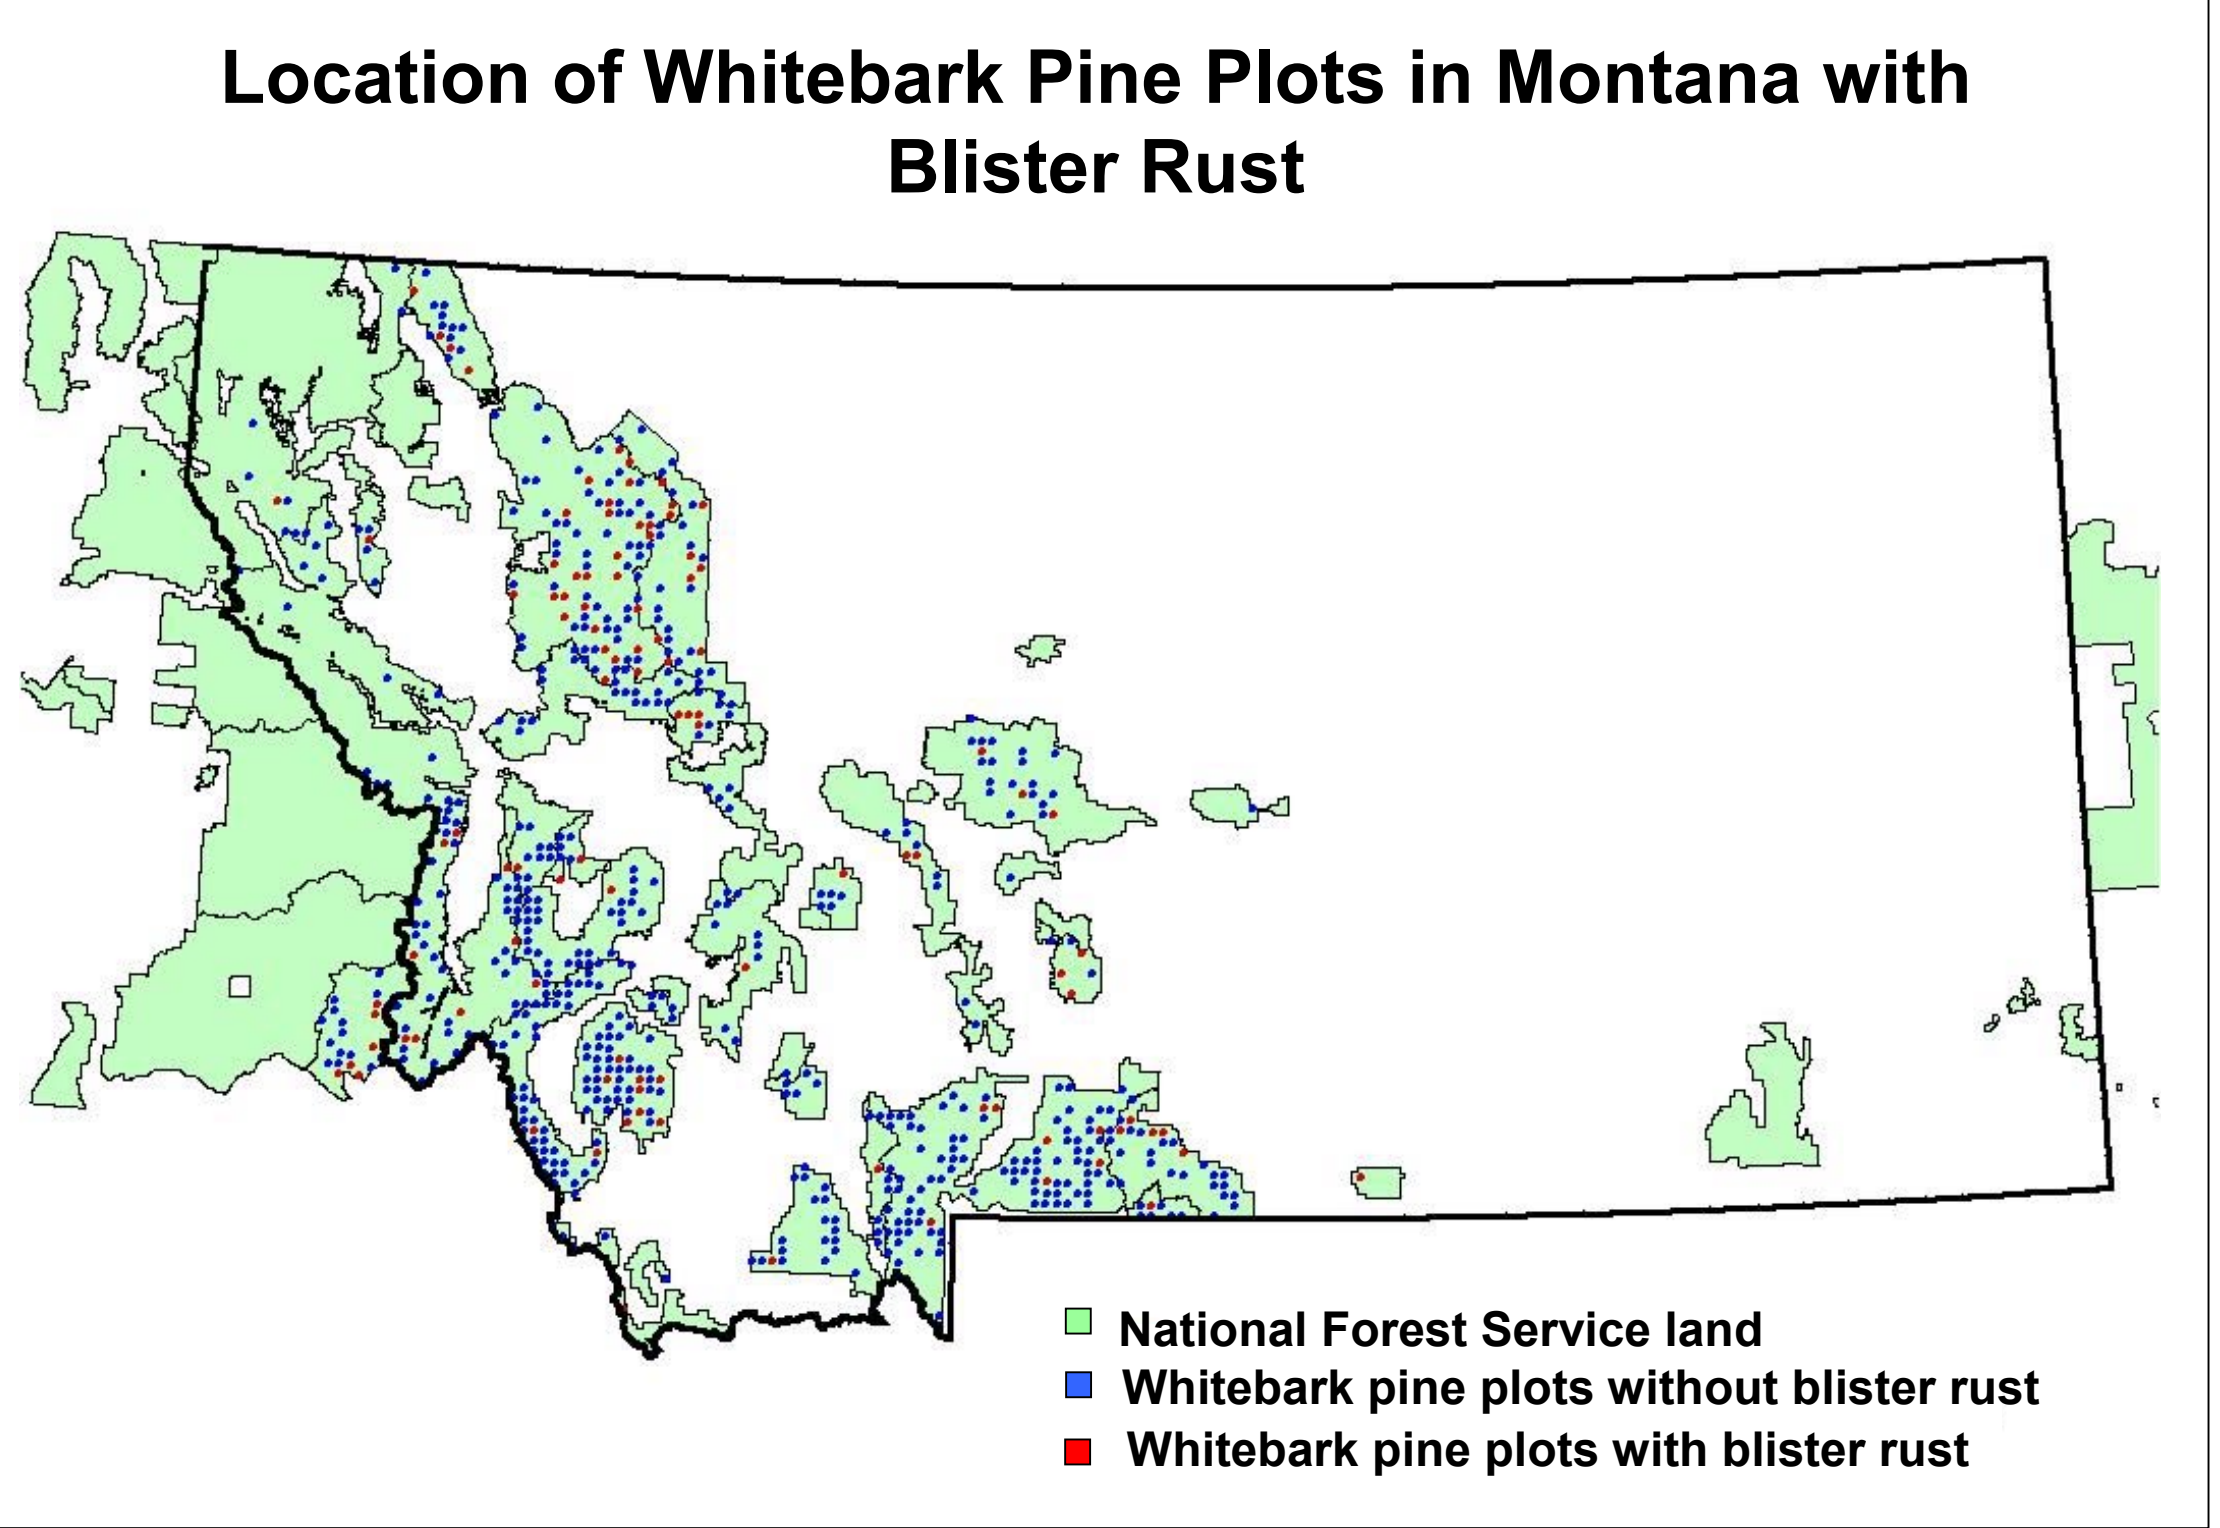 Location of Whitebark Pine Plots in Montana with
Blister Rust
National Forest Service land
Whitebark pine plots without blister rust
Whitebark pine plots with blister rust